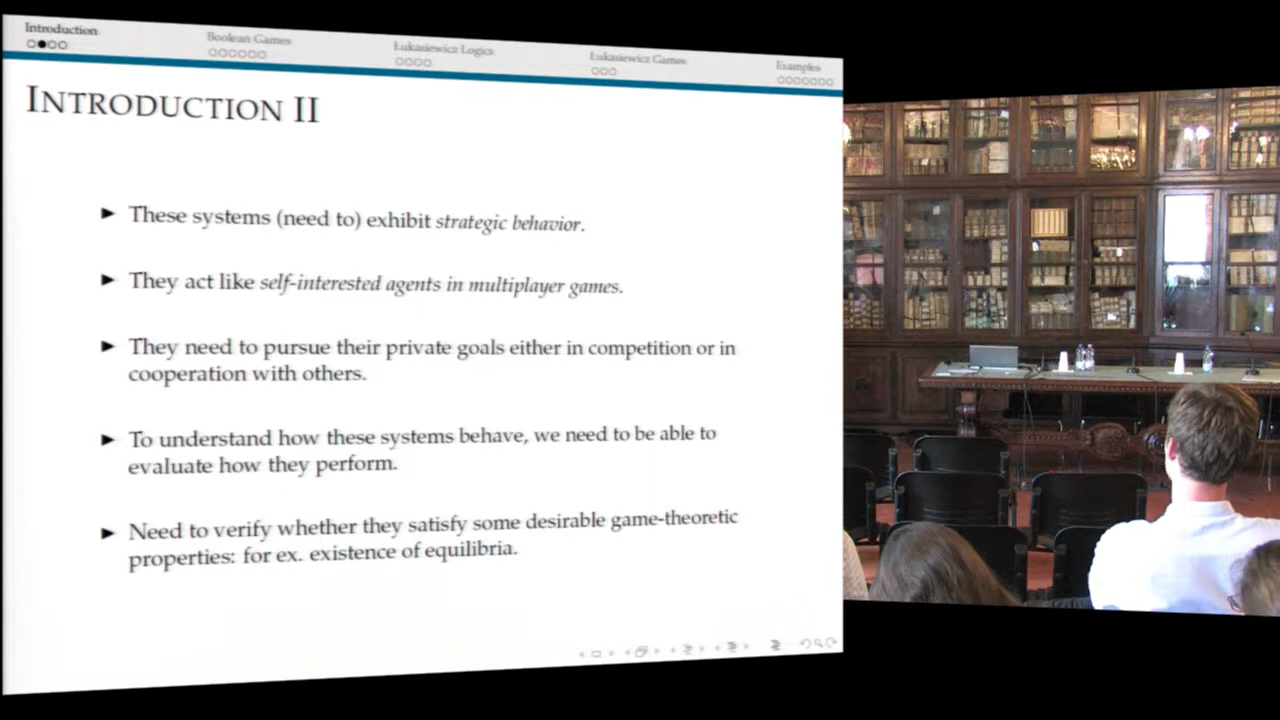 Introduction
Boolean Games
Łukasiewicz Logics
Łukasiewicz Games
Examples
INTRODUCTION II
These systems (need to) exhibit strategic behavior.
They act like self-interested agents in multiplayer games.
They need to pursue their private goals either in competition or in
cooperation with others.
To understand how these systems behave, we need to be able to
evaluate how they perform.
Need to verify whether they satisfy some desirable game-theoretic
properties: for ex. existence of equilibria.